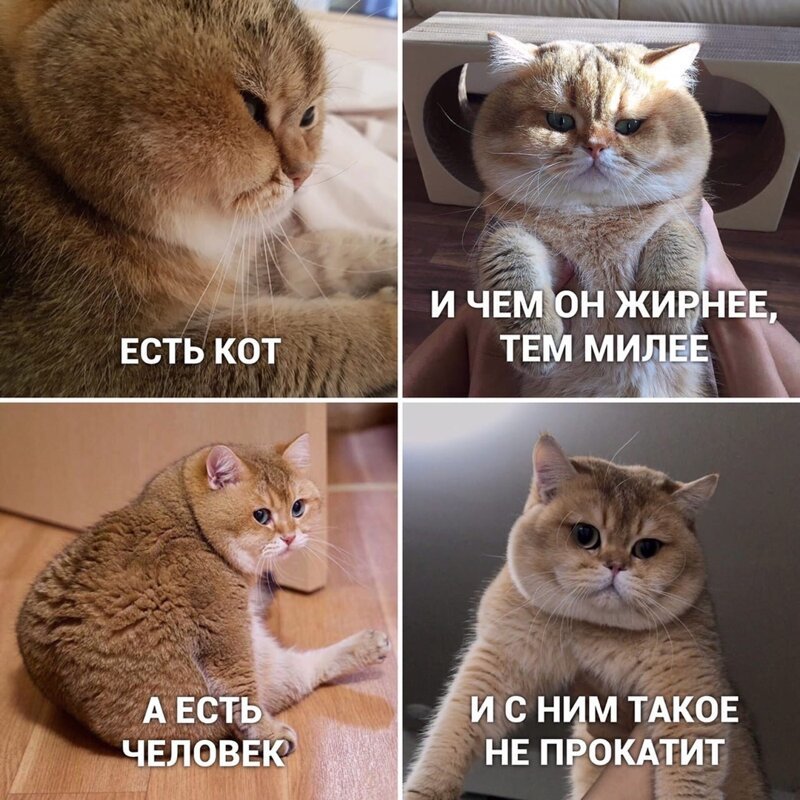 ЕСТЬ КОТ
И ЧЕМ ОН ЖИРНЕЕ,
ТЕМ МИЛЕЕ
А ЕСТЬ
ЧЕЛОВЕК
И С НИМ ТАКОЕ
НЕ ПРОКАТИТ